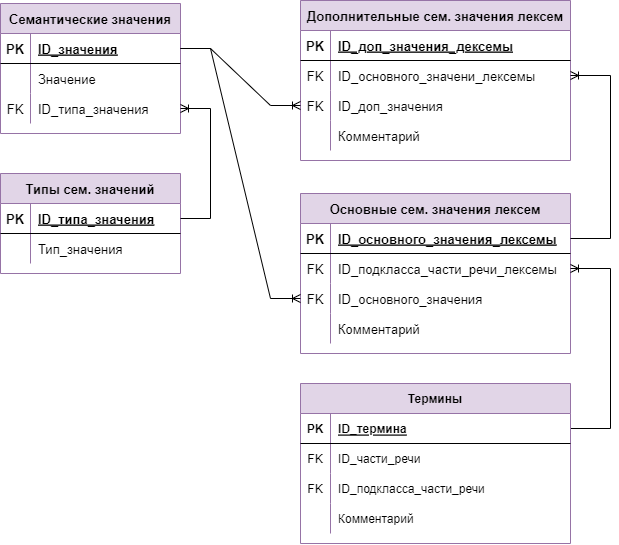 Семантические значения
PK ID_значения
Значение
FK ID_типа_значения
Типы сем. значений
PK ID_типа_значения
Тип_значения
Дополнительные сем. значения лексем
PK ID_доп_значения_дексемы
FK ID_основного_значени_лексемы
FK ID_доп_значения
Комментарий
Основные сем. значения лексем
PK ID_основного_значения_лексемы
FK ID_подкласса_части_речи_лексемы
FK ID_основного_значения
Комментарий
Термины
PK ID_термина
FK ID_части_речи
FK ID_подкласса_части_речи
Комментарий